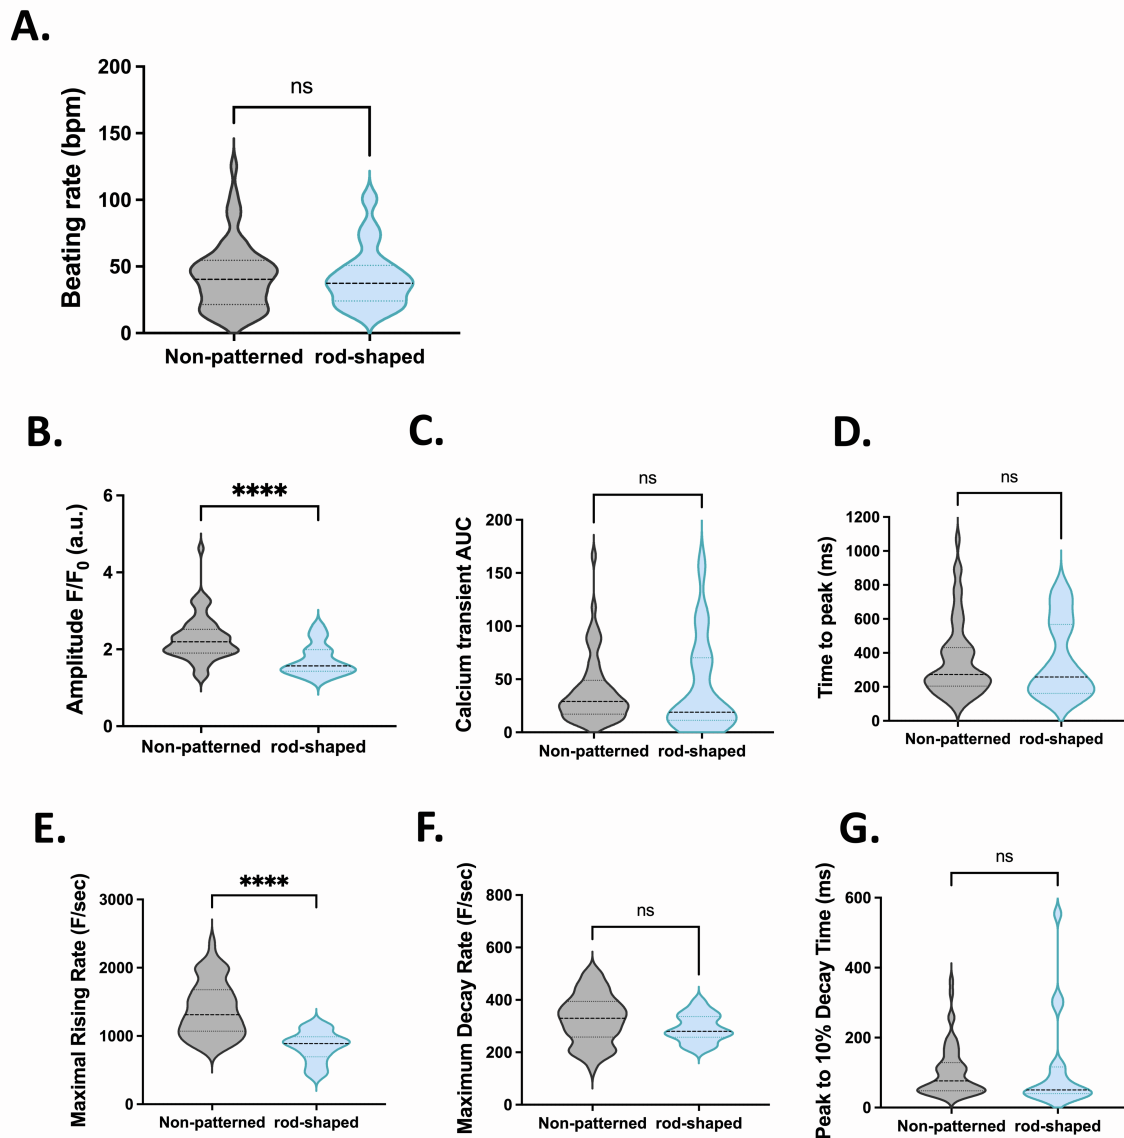 A.
Beating rate (bpm)
200
150
100
50
0
ns
Non-patterned rod-shaped
B.
Amplitude F/F0 (a.u.)
6
4
2
0
****
Non-patterned rod-shaped
C.
Calcium transient AUC
200
150
100
50
0
ns
Non-patterned rod-shaped
D.
Time to peak (ms)
1200
1000
800
600
400
200
0
ns
Non-patterned rod-shaped
E.
Maximal Rising Rate (F/sec)
3000
2000
1000
0
****
Non-patterned rod-shaped
F.
Maximum Decay Rate (F/sec)
800
600
400
200
0
ns
Non-patterned rod-shaped
G.
Peak to 10% Decay Time (ms)
600
400
200
0
ns
Non-patterned rod-shaped